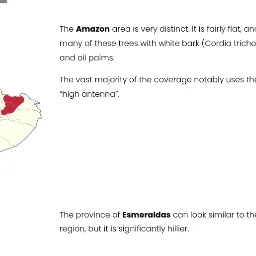 The Amazon area is very distinct. It is fairly flat, and
many of these trees with white bark (Cordia tricho
and oil palms.
The vast majority of the coverage notably uses the
“high antenna”.
The province of Esmeraldas can look similar to the
region, but it is significantly hillier.